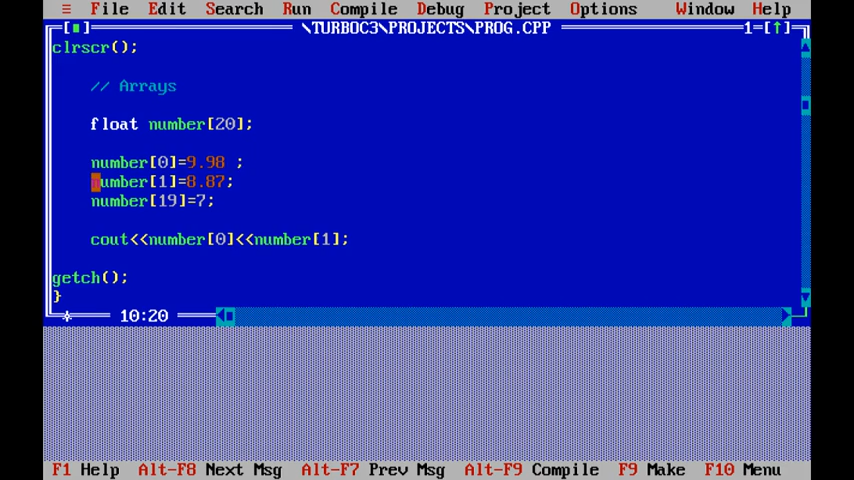 ≡ File Edit Search Run Compile Debug Project Options Window Help
[■] \TURBOC3\PROJECTS\PROG.CPP 1=[↑]
clrscr();
// Arrays
float number[20];
number[0]=9.98 ;
number[1]=8.87;
number[19]=7;
cout<<number[0]<<number[1];
getch();
}
* 10:20
F1 Help Alt-F8 Next Msg Alt-F7 Prev Msg Alt-F9 Compile F9 Make F10 Menu